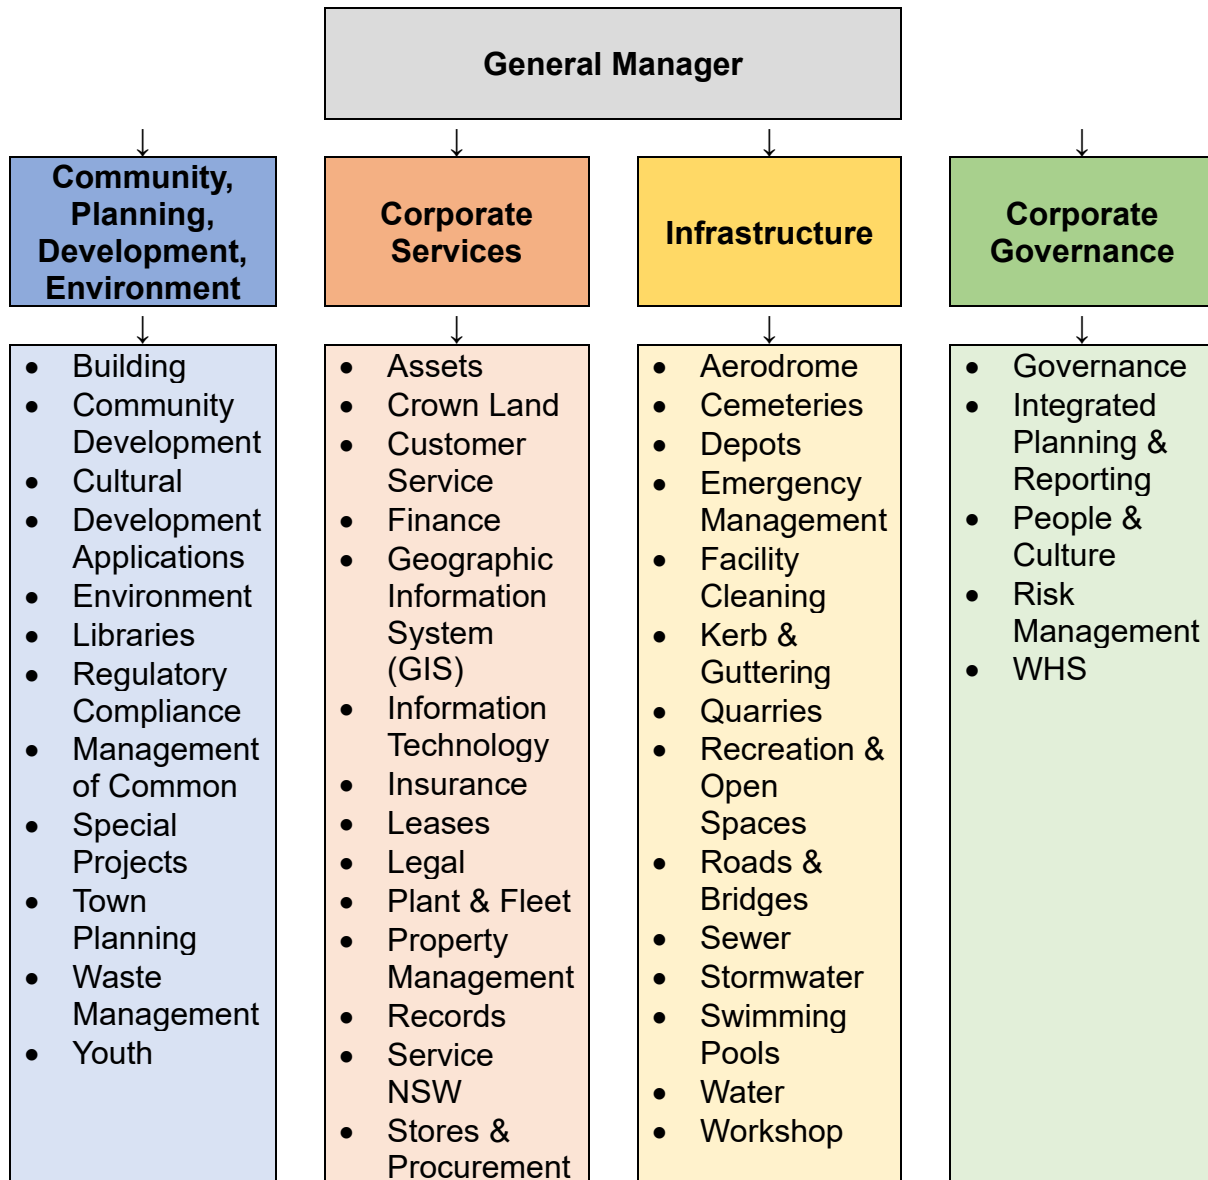 General Manager
↓
↓
↓
↓
Community,
Planning,
Development,
Environment
Corporate
Services
Infrastructure
Corporate
Governance
↓
↓
↓
↓
• Building
• Community
Development
• Cultural
• Development
Applications
• Environment
• Libraries
• Regulatory
Compliance
• Management
of Common
• Special
Projects
• Town
Planning
• Waste
Management
• Youth
• Assets
• Crown Land
• Customer
Service
• Finance
• Geographic
Information
System
(GIS)
• Information
Technology
• Insurance
• Leases
• Legal
• Plant & Fleet
• Property
Management
• Records
• Service
NSW
• Stores &
Procurement
• Aerodrome
• Cemeteries
• Depots
• Emergency
Management
• Facility
Cleaning
• Kerb &
Guttering
• Quarries
• Recreation &
Open
Spaces
• Roads &
Bridges
• Sewer
• Stormwater
• Swimming
Pools
• Water
• Workshop
• Governance
• Integrated
Planning &
Reporting
• People &
Culture
• Risk
Management
• WHS